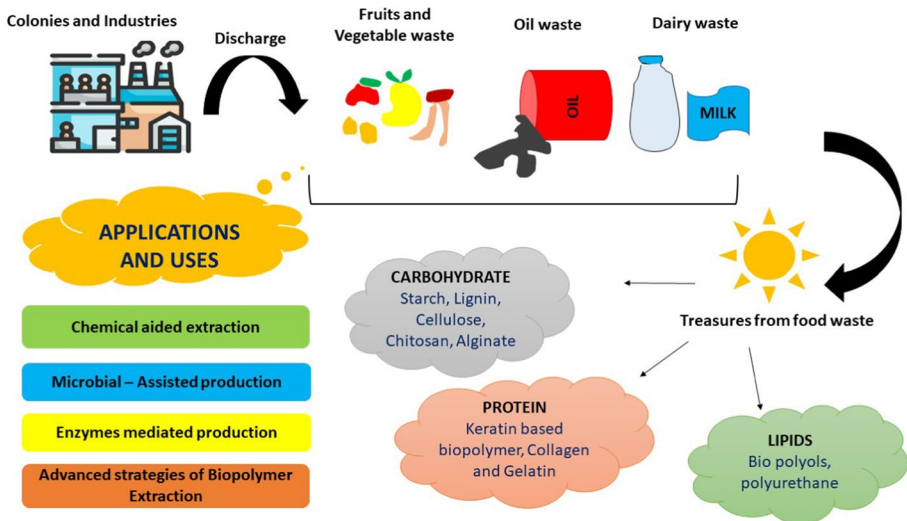 Colonies and Industries
Discharge
Fruits and
Vegetable waste
Oil waste
Dairy waste
OIL
MILK
APPLICATIONS
AND USES
Chemical aided extraction
Microbial – Assisted production
Enzymes mediated production
Advanced strategies of Biopolymer
Extraction
CARBOHYDRATE
Starch, Lignin,
Cellulose,
Chitosan, Alginate
Treasures from food waste
PROTEIN
Keratin based
biopolymer, Collagen
and Gelatin
LIPIDS
Bio polyols,
polyurethane